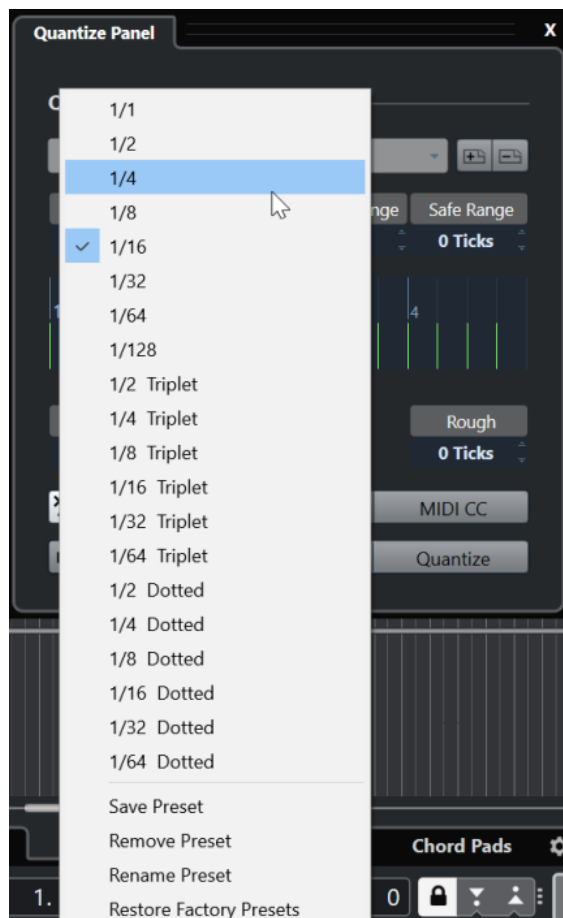 Quantize Panel
X
1/1
1/2
1/4
1/8
1/16
1/32
1/64
1/128
1/2 Triplet
1/4 Triplet
1/8 Triplet
1/16 Triplet
1/32 Triplet
1/64 Triplet
1/2 Dotted
1/4 Dotted
1/8 Dotted
1/16 Dotted
1/32 Dotted
1/64 Dotted
Save Preset
Remove Preset
Rename Preset
Restore Factory Presets
nge
Safe Range
0 Ticks
4
Rough
0 Ticks
MIDI CC
Quantize
Chord Pads
1.
0